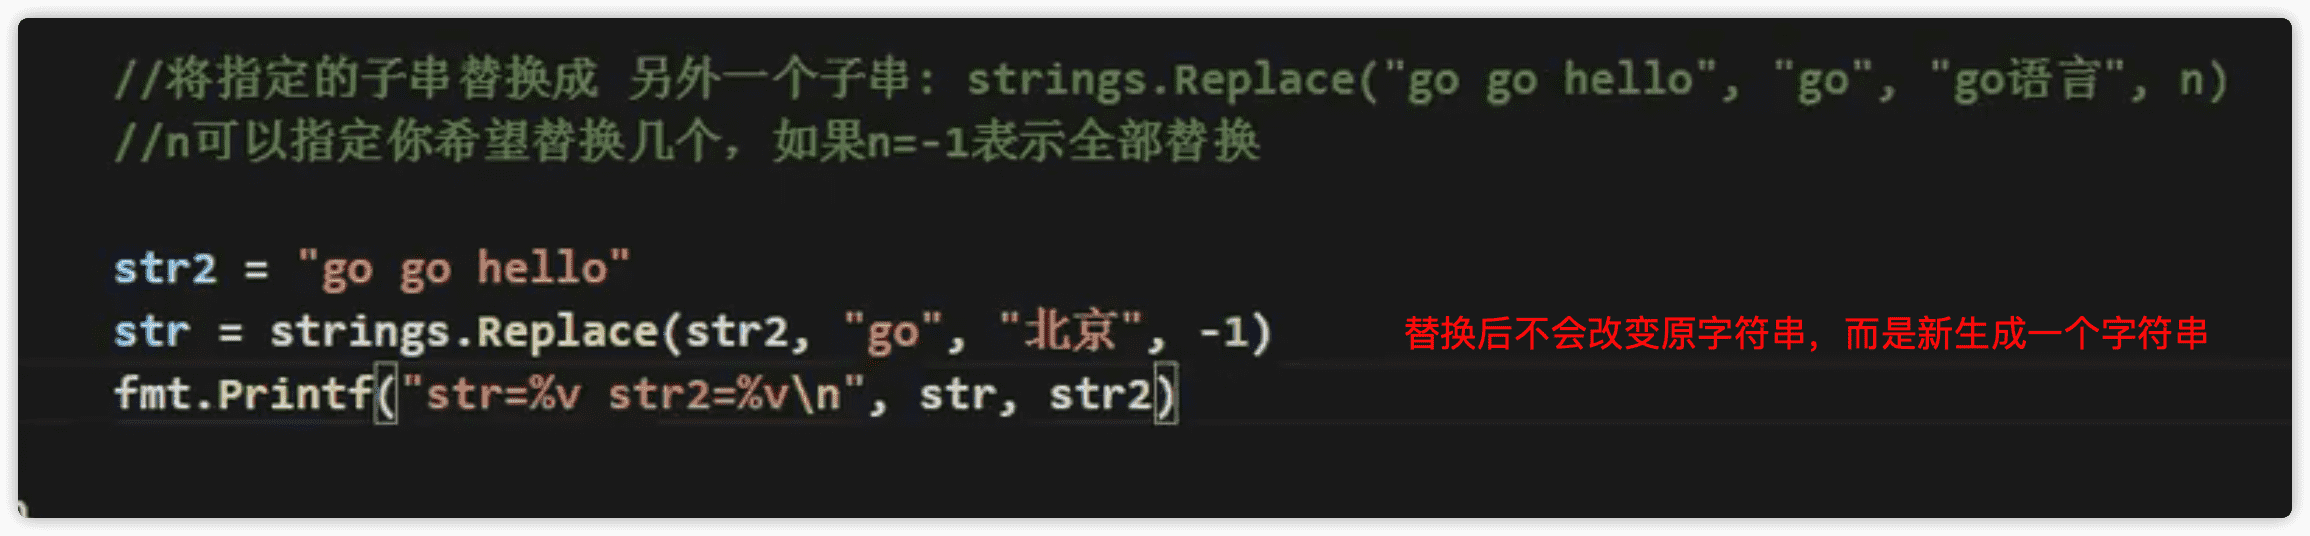 //将指定的子串替换成 另外一个子串: strings.Replace("go go hello", "go", "go语言", n)
//n可以指定你希望替换几个，如果n=-1表示全部替换
str2 = "go go hello"
str = strings.Replace(str2, "go", "北京", -1)
替换后不会改变原字符串，而是新生成一个字符串
fmt.Printf("str=%v str2=%v\n", str, str2)